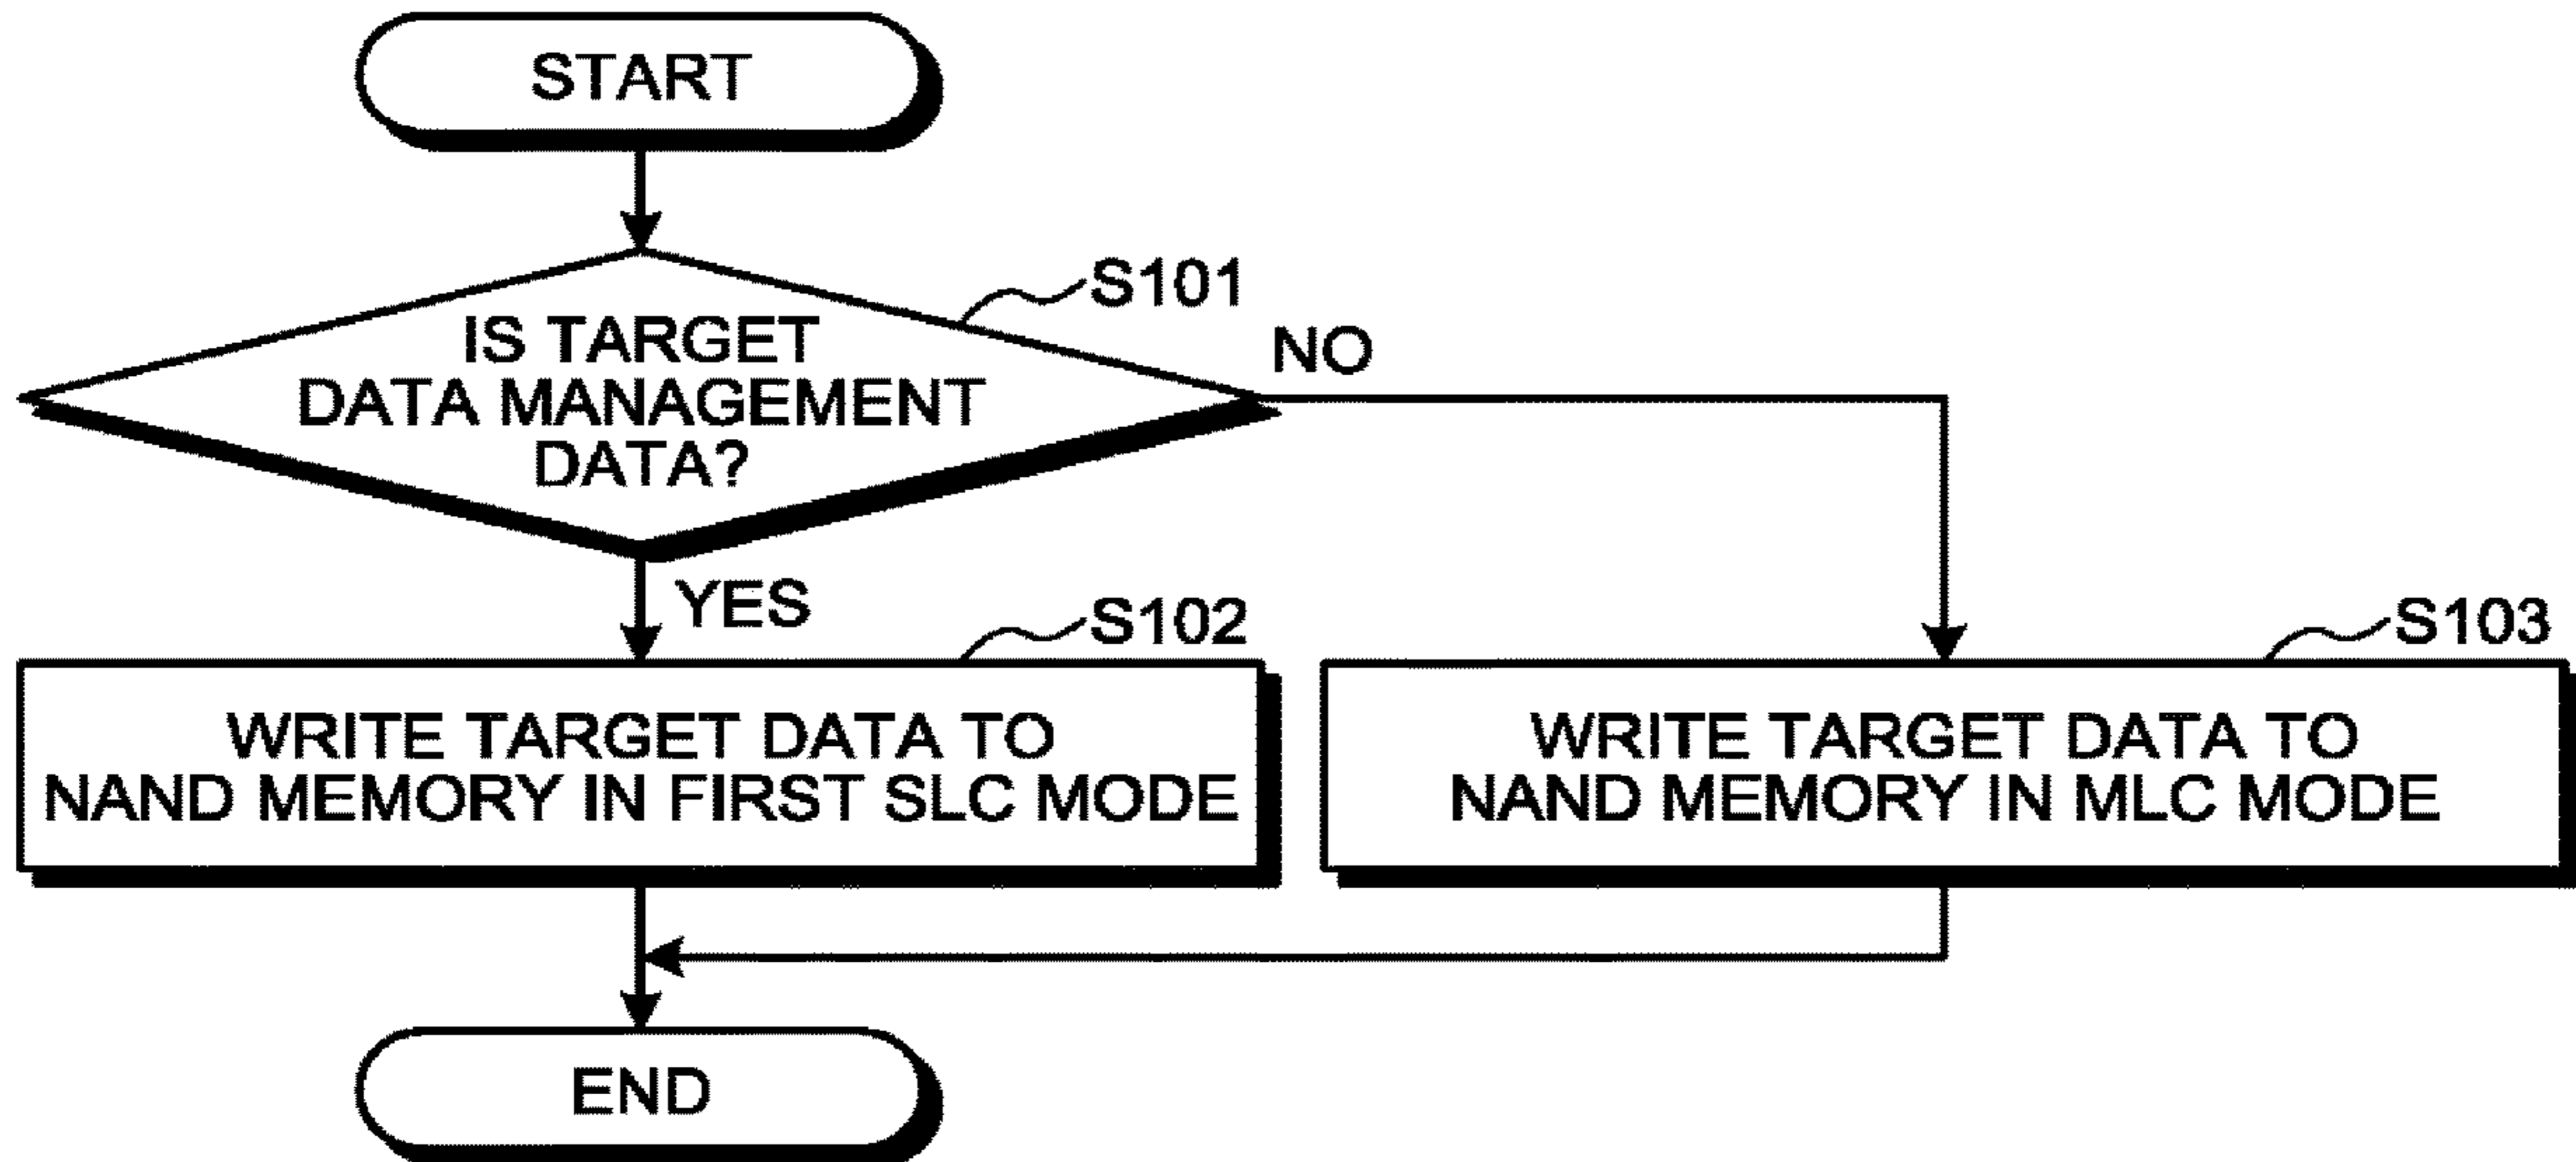 START
S101
IS TARGET
DATA MANAGEMENT
DATA?
NO
YES
S102
WRITE TARGET DATA TO
NAND MEMORY IN FIRST SLC MODE
S103
WRITE TARGET DATA TO
NAND MEMORY IN MLC MODE
END